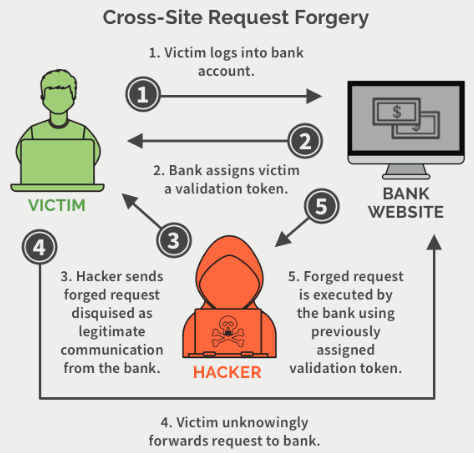 Cross-Site Request Forgery
1. Victim logs into bank
account.
1
2
2. Bank assigns victim
a validation token.
$
$
VICTIM
BANK
WEBSITE
5
4
3
3. Hacker sends
forged request
disquised as
legitimate
communication
from the bank.
HACKER
5. Forged request
is executed by
the bank using
previously
assigned
validation token.
4. Victim unknowingly
forwards request to bank.